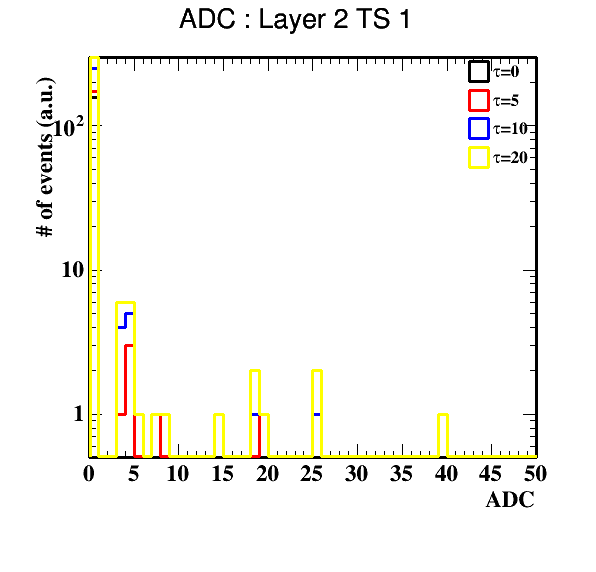 ADC : Layer 2 TS 1
# of events (a.u.)
10²
10
1
τ=0
τ=5
τ=10
τ=20
0 5 10 15 20 25 30 35 40 45 50
ADC